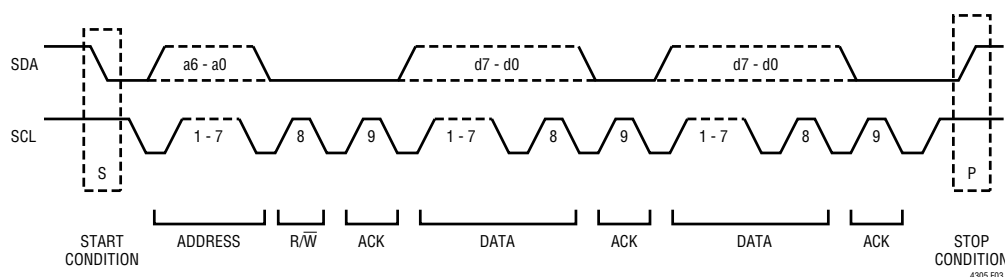 SDA
a6 - a0
d7 - d0
d7 - d0
SCL
1 - 7
8
9
1 - 7
8
9
1 - 7
8
9
S
P
START CONDITION
ADDRESS
R/W̅
ACK
DATA
ACK
DATA
ACK
STOP CONDITION
4305 F03